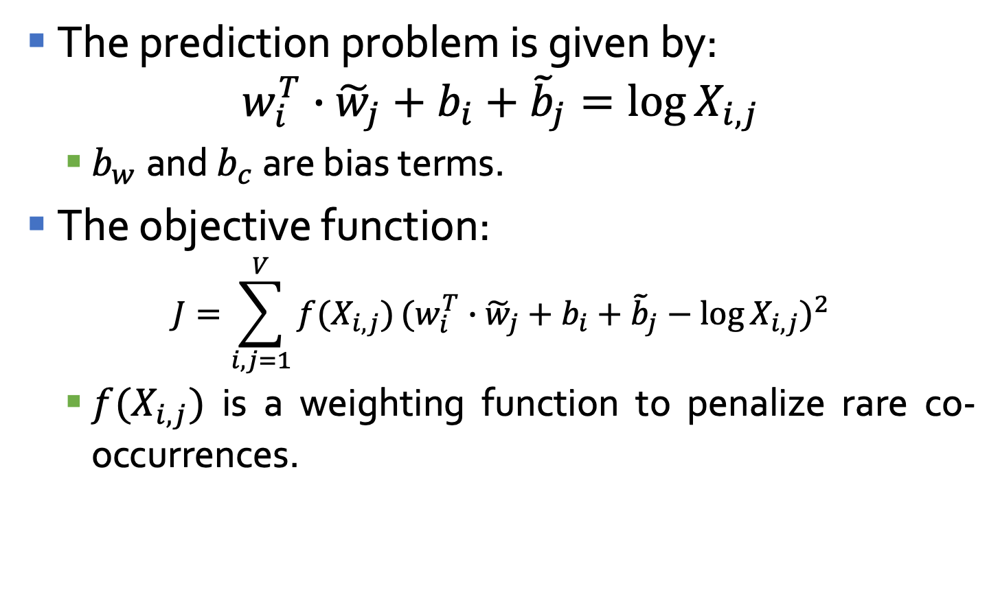 ▪ The prediction problem is given by:
$w_i^T \cdot \tilde{w}_j + b_i + \tilde{b}_j = \log X_{i,j}$
▪ $b_w$ and $b_c$ are bias terms.
▪ The objective function:
$J = \sum_{i,j=1}^{V} f(X_{i,j}) (w_i^T \cdot \tilde{w}_j + b_i + \tilde{b}_j - \log X_{i,j})^2$
▪ $f(X_{i,j})$ is a weighting function to penalize rare co-
occurrences.